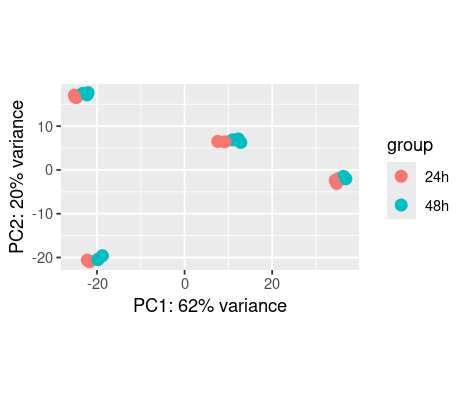 PC2: 20% variance
10
0
-10
-20
-20
0
20
PC1: 62% variance
group
24h
48h